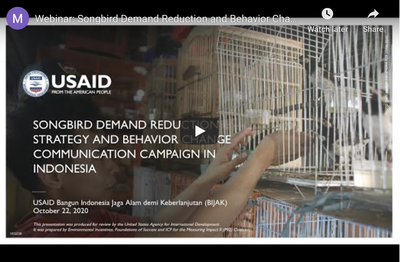 M
Webinar: Songbird Demand Reduction and Behavior Cha...
Watch later
Share
USAID
FROM THE AMERICAN PEOPLE
SONGBIRD DEMAND REDUCTION
STRATEGY AND BEHAVIOR CHANGE
COMMUNICATION CAMPAIGN IN
INDONESIA
USAID Bangun Indonesia Jaga Alam demi Keberlanjutan (BIJAK)
October 22, 2020
This presentation was produced for review by the United States Agency for International Development.
It was prepared by Environmental Incentives, Foundations of Success and ICF for the Measuring Impact II (MI2) Contract.